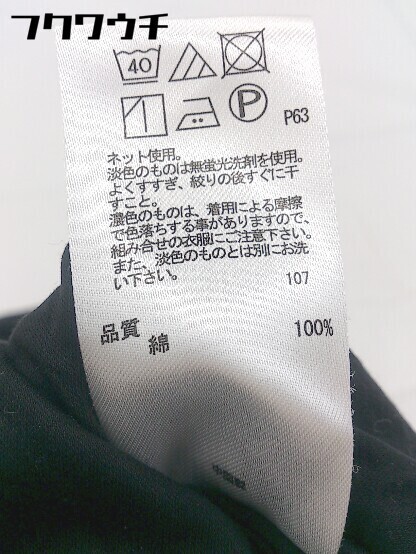 フクワウチ
40
P
P63
ネット使用。
淡色のものは無蛍光洗剤を使用。
よくすすぎ、絞りの後すぐに干
すこと。
濃色のものは、着用による摩擦
で色落ちする事がありますので、
組み合せの衣服にご注意下さい。
また、淡色のものとは別にお洗
い下さい。
107
品質 綿 100%